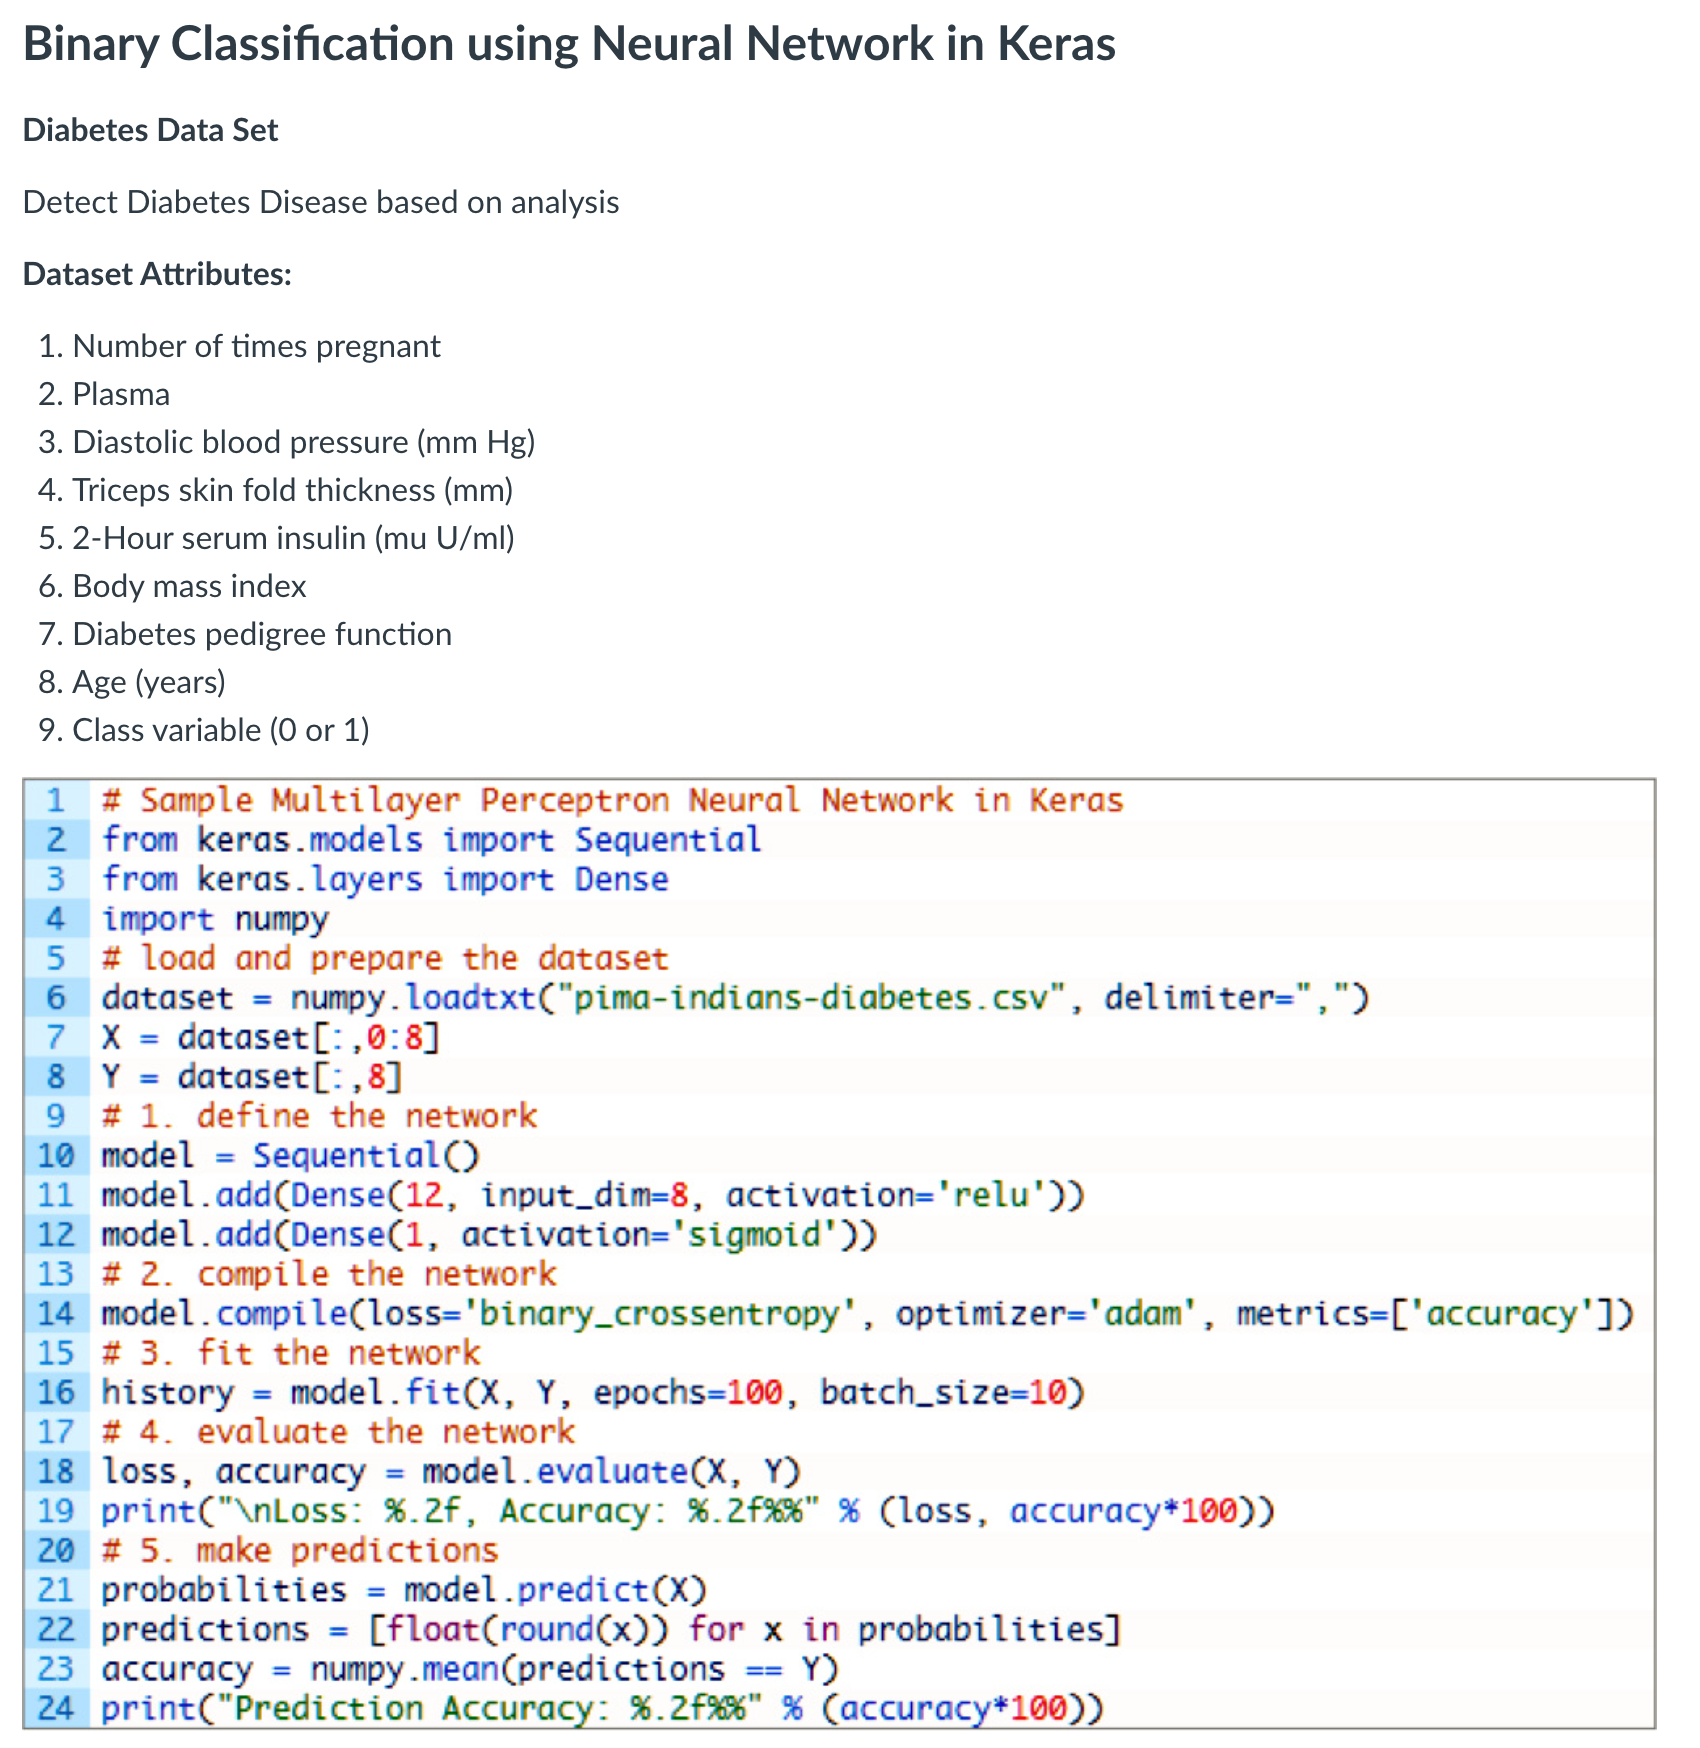 Binary Classification using Neural Network in Keras
Diabetes Data Set
Detect Diabetes Disease based on analysis
Dataset Attributes:
1. Number of times pregnant
2. Plasma
3. Diastolic blood pressure (mm Hg)
4. Triceps skin fold thickness (mm)
5. 2-Hour serum insulin (mu U/ml)
6. Body mass index
7. Diabetes pedigree function
8. Age (years)
9. Class variable (0 or 1)
1 # Sample Multilayer Perceptron Neural Network in Keras
2 from keras.models import Sequential
3 from keras.layers import Dense
4 import numpy
5 # load and prepare the dataset
6 dataset = numpy.loadtxt("pima-indians-diabetes.csv", delimiter=",")
7 X = dataset[:,0:8]
8 Y = dataset[:,8]
9 # 1. define the network
10 model = Sequential()
11 model.add(Dense(12, input_dim=8, activation='relu'))
12 model.add(Dense(1, activation='sigmoid'))
13 # 2. compile the network
14 model.compile(loss='binary_crossentropy', optimizer='adam', metrics=['accuracy'])
15 # 3. fit the network
16 history = model.fit(X, Y, epochs=100, batch_size=10)
17 # 4. evaluate the network
18 loss, accuracy = model.evaluate(X, Y)
19 print("\nLoss: %.2f, Accuracy: %.2f%%" % (loss, accuracy*100))
20 # 5. make predictions
21 probabilities = model.predict(X)
22 predictions = [float(round(x)) for x in probabilities]
23 accuracy = numpy.mean(predictions == Y)
24 print("Prediction Accuracy: %.2f%%" % (accuracy*100))